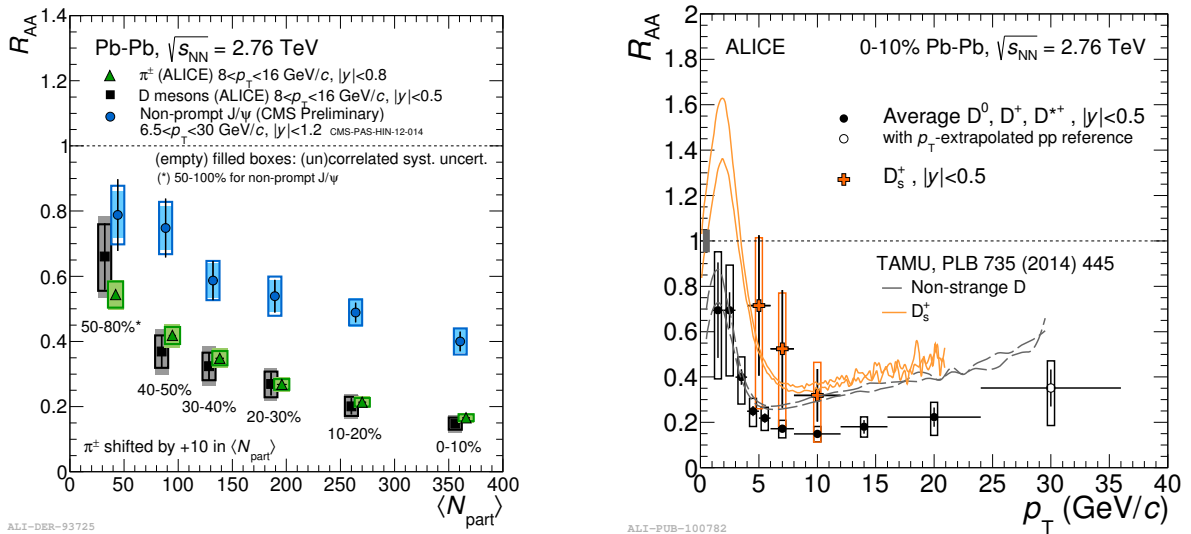 R_AA
1.4
1.2
1
0.8
0.6
0.4
0.2
0
Pb-Pb, √s_NN = 2.76 TeV
π± (ALICE) 8<p_T<16 GeV/c, |y|<0.8
D mesons (ALICE) 8<p_T<16 GeV/c, |y|<0.5
Non-prompt J/ψ (CMS Preliminary)
6.5<p_T<30 GeV/c, |y|<1.2 CMS-PAS-HIN-12-014
(empty) filled boxes: (un)correlated syst. uncert.
(*) 50-100% for non-prompt J/ψ
50-80%*
40-50%
30-40%
20-30%
10-20%
0-10%
π± shifted by +10 in ⟨N_part⟩
0 50 100 150 200 250 300 350 400
⟨N_part⟩
ALI-DER-93725
R_AA
2
1.8
1.6
1.4
1.2
1
0.8
0.6
0.4
0.2
0
ALICE 0-10% Pb-Pb, √s_NN = 2.76 TeV
Average D⁰, D⁺, D*⁺, |y|<0.5
with p_T-extrapolated pp reference
D_s⁺, |y|<0.5
TAMU, PLB 735 (2014) 445
Non-strange D
D_s⁺
0 5 10 15 20 25 30 35 40
p_T (GeV/c)
ALI-PUB-100782